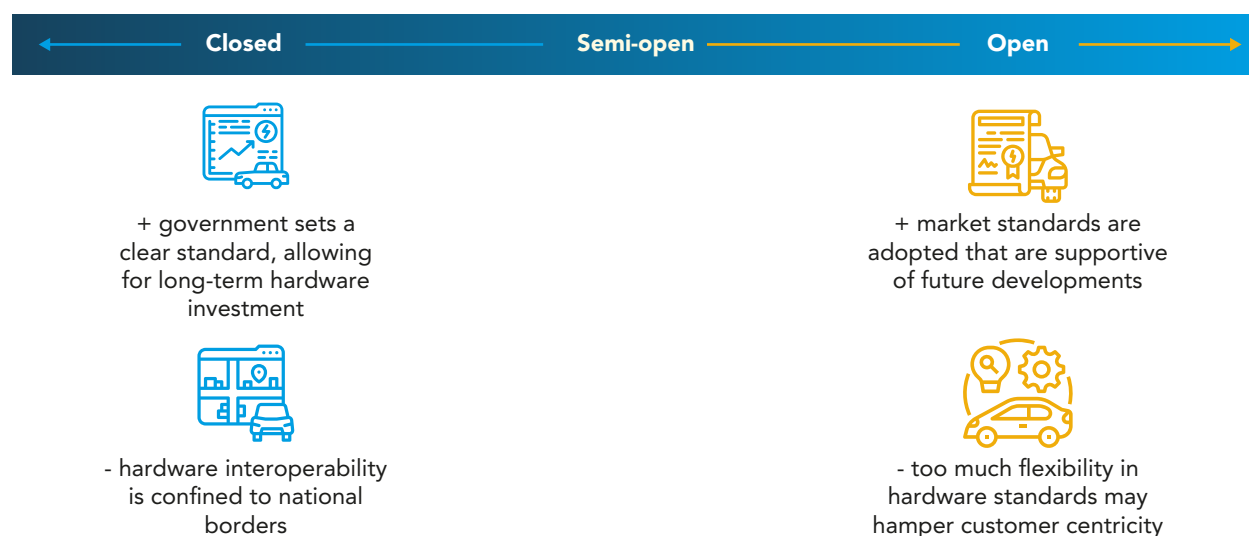 Closed
Semi-open
Open
+ government sets a
clear standard, allowing
for long-term hardware
investment
+ market standards are
adopted that are supportive
of future developments
- hardware interoperability
is confined to national
borders
- too much flexibility in
hardware standards may
hamper customer centricity